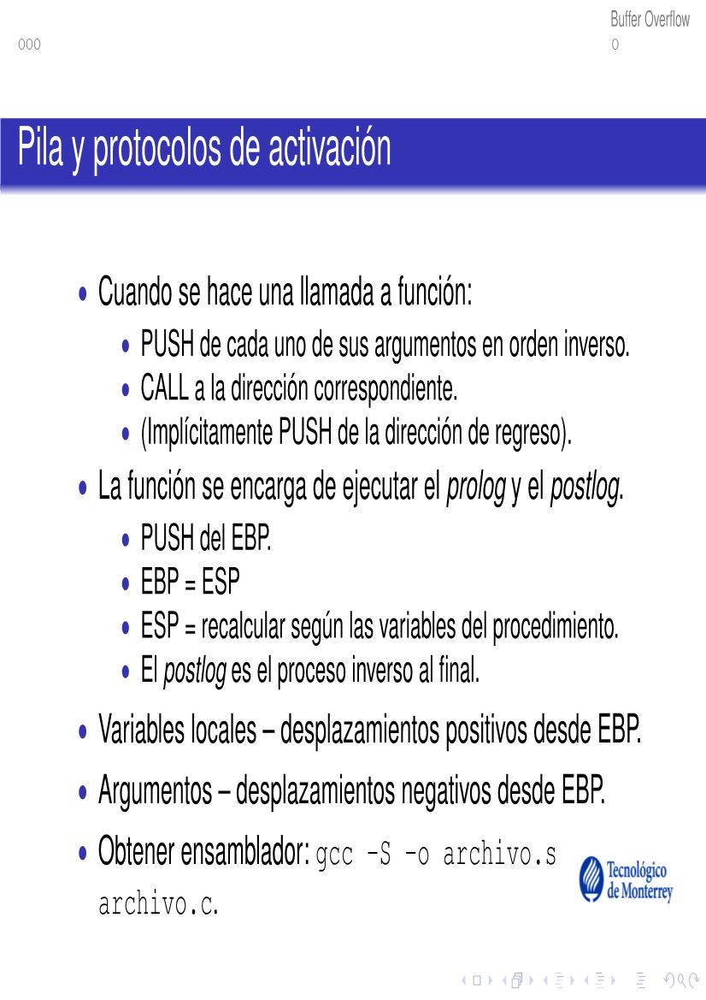 Buffer Overflow
Pila y protocolos de activación
• Cuando se hace una llamada a función:
• PUSH de cada uno de sus argumentos en orden inverso.
• CALL a la dirección correspondiente.
• (Implícitamente PUSH de la dirección de regreso).
• La función se encarga de ejecutar el prolog y el postlog.
• PUSH del EBP.
• EBP = ESP
• ESP = recalcular según las variables del procedimiento.
• El postlog es el proceso inverso al final.
• Variables locales – desplazamientos positivos desde EBP.
• Argumentos – desplazamientos negativos desde EBP.
• Obtener ensamblador: gcc -S -o archivo.s
archivo.c.
Tecnológico
de Monterrey